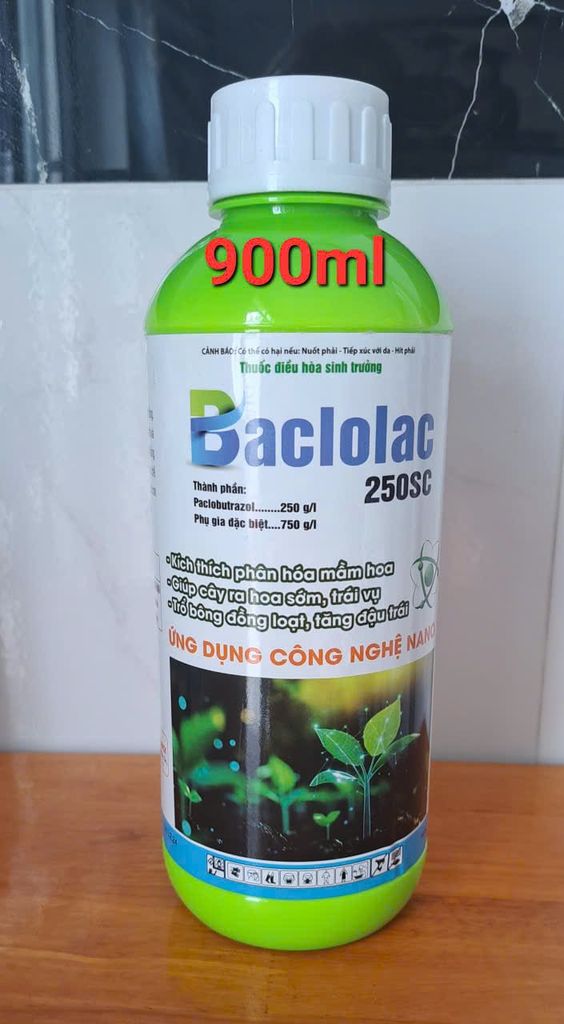 900ml
CẢNH BÁO: Có thể có hại nếu: Nuốt phải - Tiếp xúc với da - Hít phải
Thuốc điều hòa sinh trưởng
Baclolac
250SC
Thành phần:
Paclobutrazol........250 g/l
Phụ gia đặc biệt....750 g/l
-Kích thích phân hóa mầm hoa
-Giúp cây ra hoa sớm, trái vụ
-Trổ bông đồng loạt, tăng đậu trái
ỨNG DỤNG CÔNG NGHỆ NANO